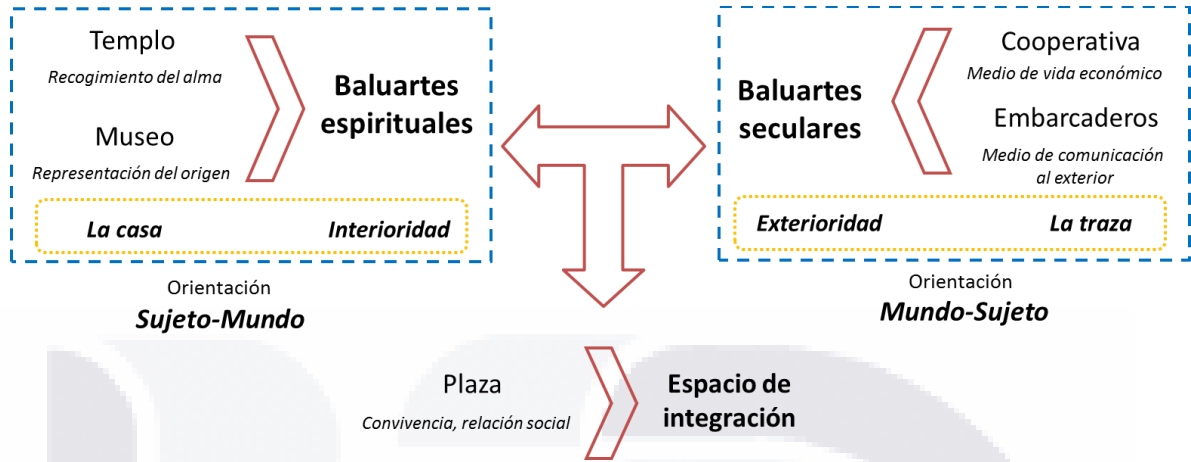 Templo
Recogimiento del alma
Museo
Representación del origen
Baluartes
espirituales
La casa
Interioridad
Orientación
Sujeto-Mundo
Baluartes
seculares
Cooperativa
Medio de vida económico
Embarcaderos
Medio de comunicación
al exterior
Exterioridad
La traza
Orientación
Mundo-Sujeto
Plaza
Convivencia, relación social
Espacio de
integración